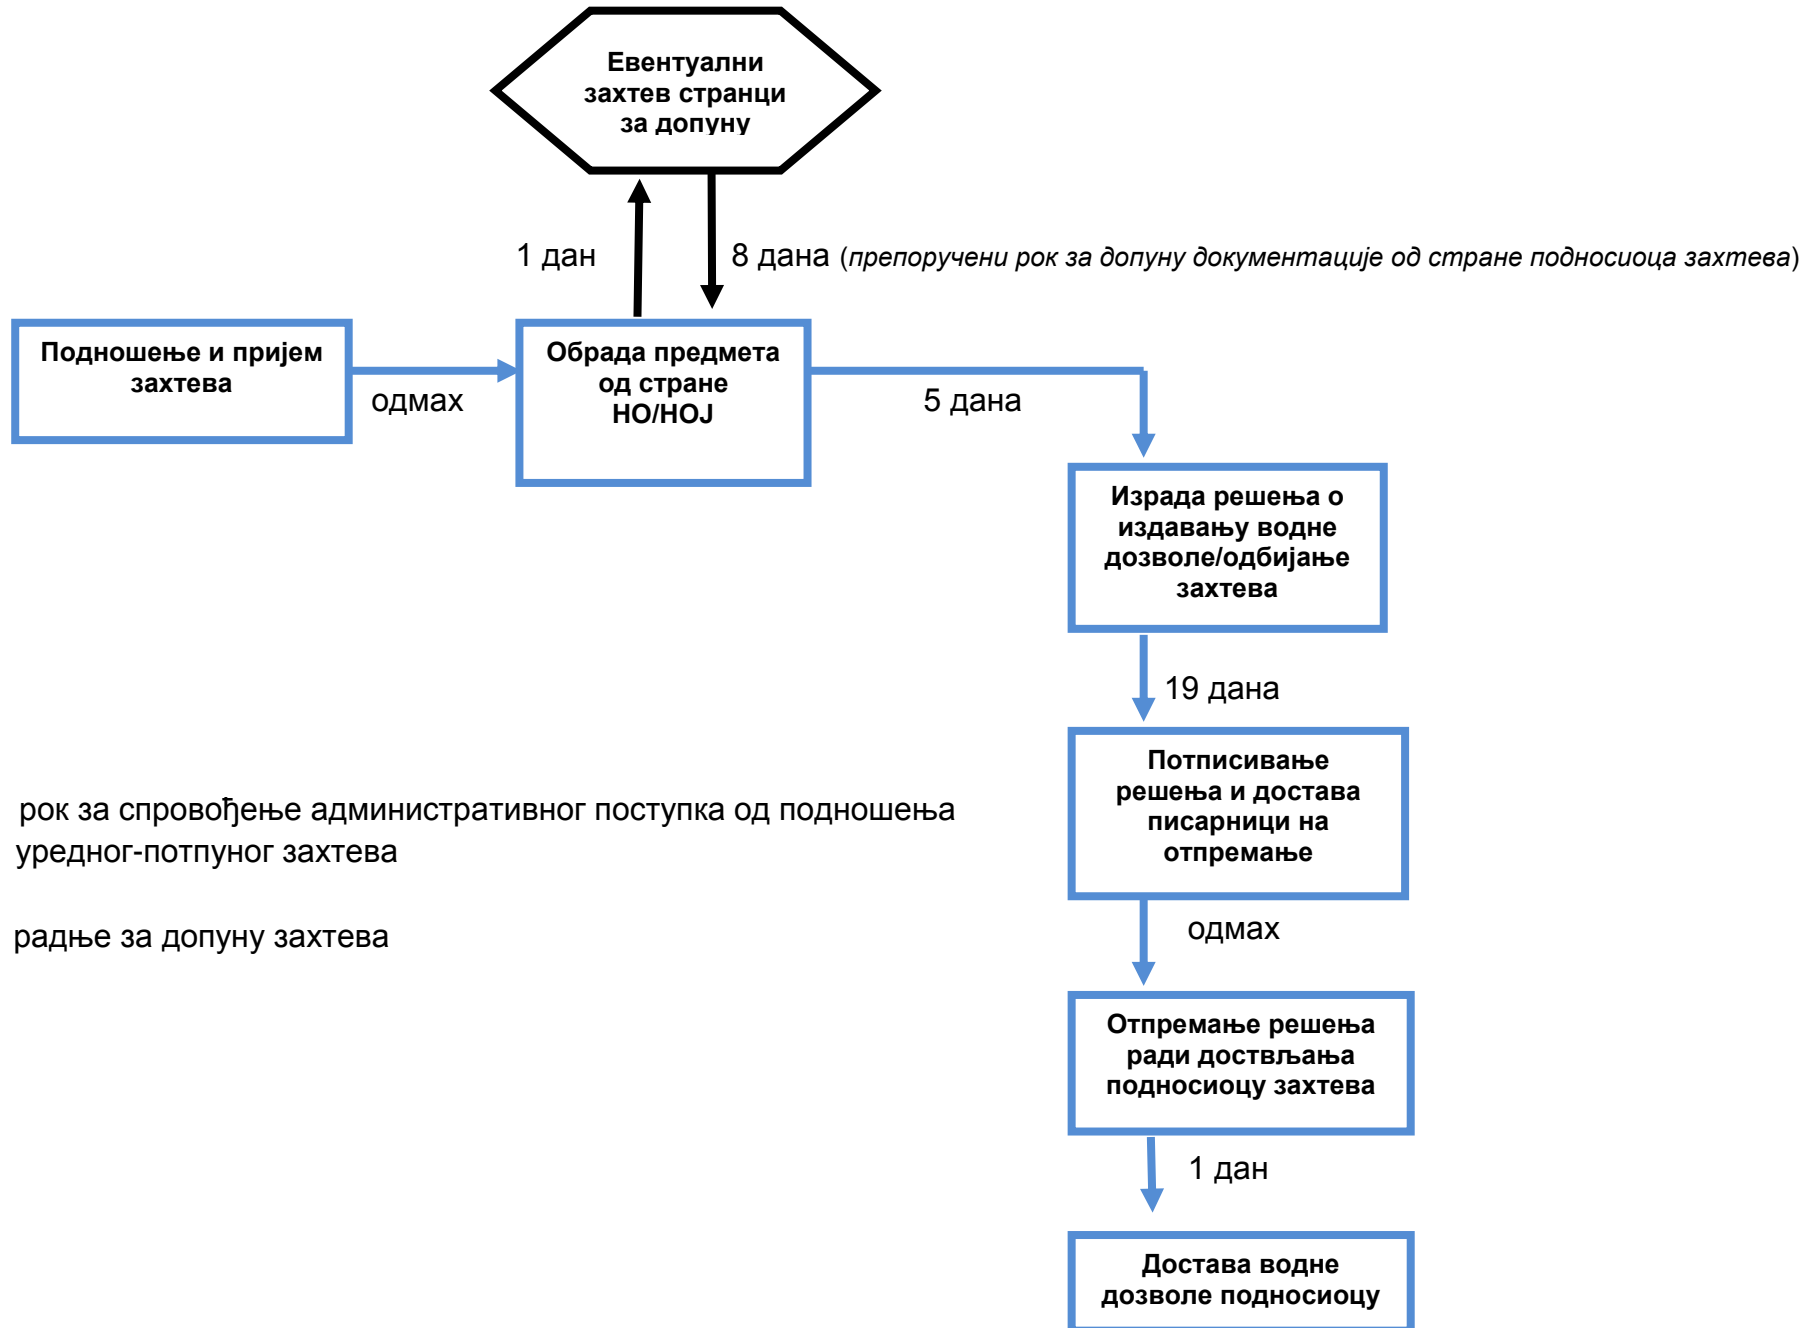 Евентуални
захтев странци
за допуну
1 дан
8 дана (препоручени рок за допуну документације од стране подносиоца захтева)
Подношење и пријем
захтева
одмах
Обрада предмета
од стране
НО/НОЈ
5 дана
Израда решења о
издавању водне
дозволе/одбијање
захтева
19 дана
Потписивање
решења и достава
писарници на
отпремање
рок за спровођење административног поступка од подношења
уредног-потпуног захтева
радње за допуну захтева
одмах
Отпремање решења
ради доствљања
подносиоцу захтева
1 дан
Достава водне
дозволе подносиоцу